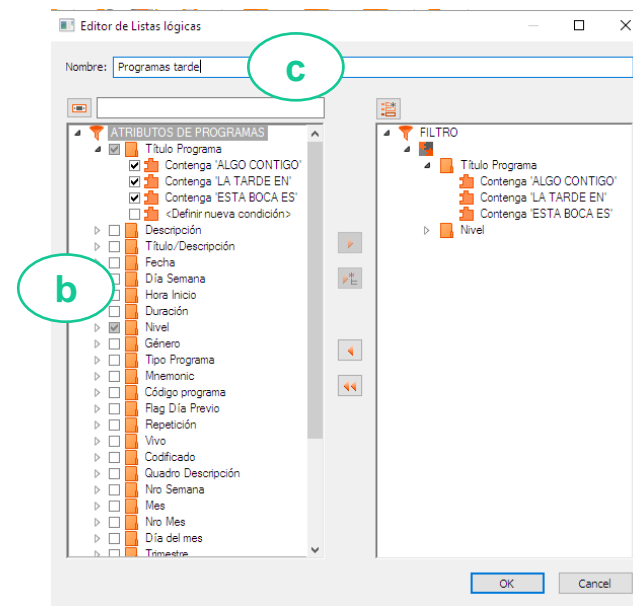 Editor de Listas lógicas
Nombre: Programas tarde
c
ATRIBUTOS DE PROGRAMAS
Título Programa
Contenga 'ALGO CONTIGO'
Contenga 'LA TARDE EN'
Contenga 'ESTA BOCA ES'
<Definir nueva condición>
Descripción
Título/Descripción
Fecha
Día Semana
b
Hora Inicio
Duración
Nivel
Género
Tipo Programa
Mnemonic
Código programa
Flag Día Previo
Repetición
Vivo
Codificado
Quadro Descripción
Nro Semana
Mes
Nro Mes
Día del mes
Trimestre
FILTRO
Título Programa
Contenga 'ALGO CONTIGO'
Contenga 'LA TARDE EN'
Contenga 'ESTA BOCA ES'
Nivel
OK Cancel